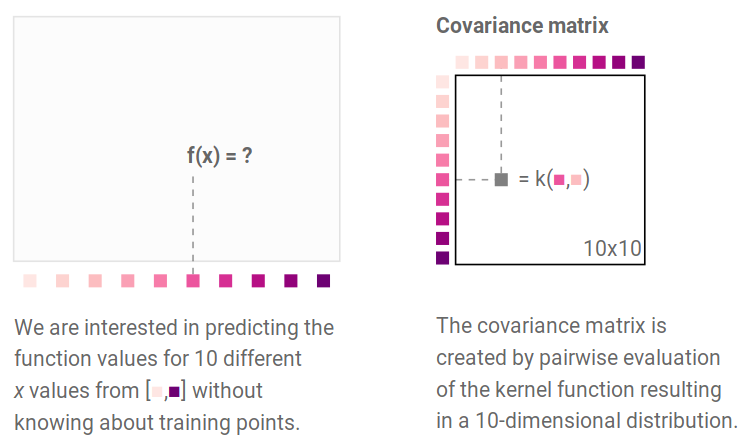 f(x) = ?
We are interested in predicting the
function values for 10 different
x values from [ , ] without
knowing about training points.
Covariance matrix
= k( , )
10x10
The covariance matrix is
created by pairwise evaluation
of the kernel function resulting
in a 10-dimensional distribution.